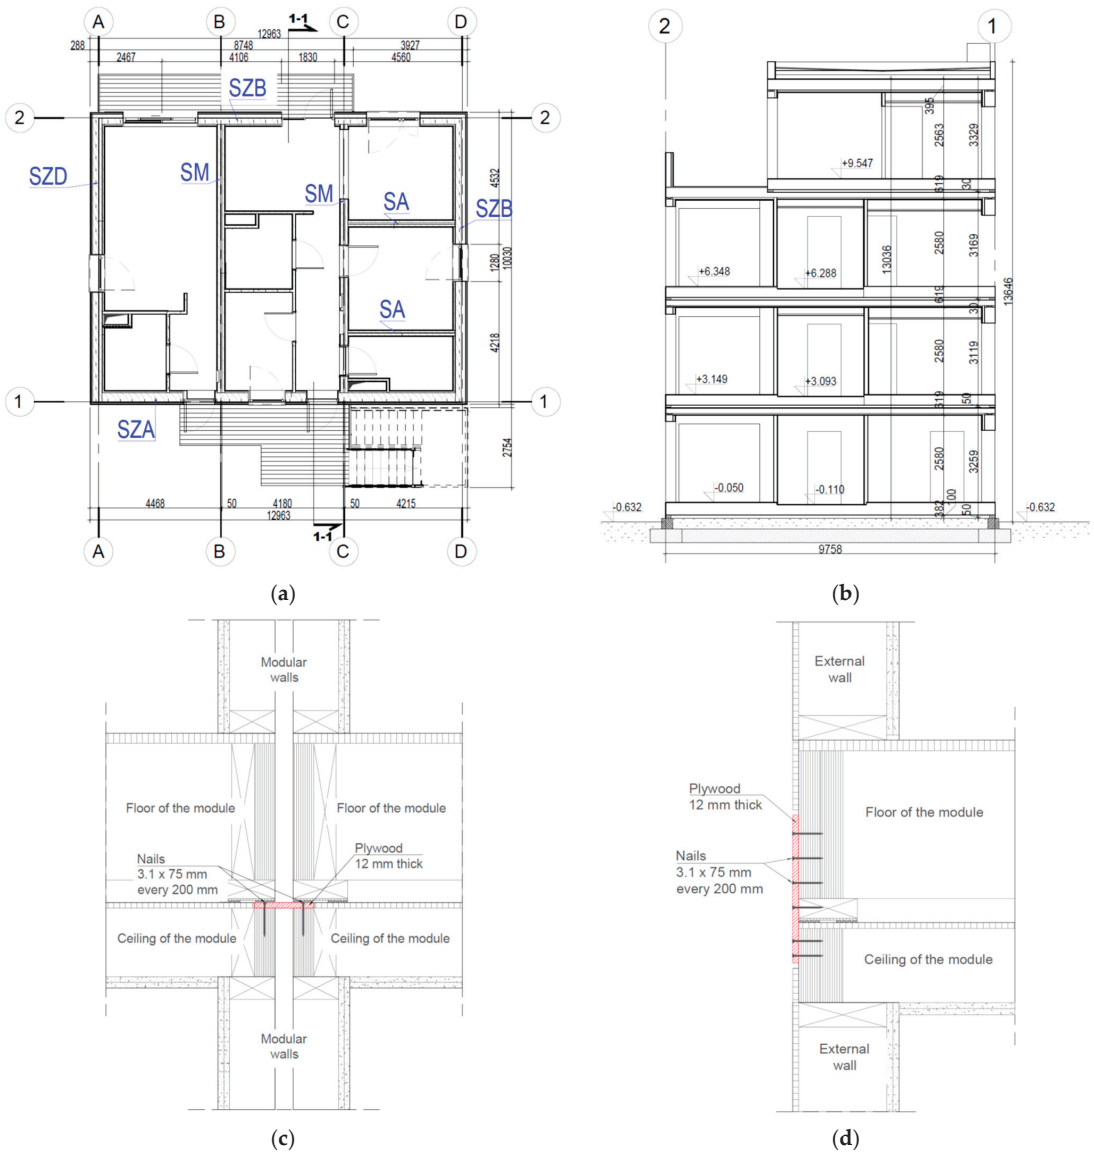 A
B
C
D
1-1
12963
288
8748
3927
2467
4106
1830
4560
SZB
2
2
SZD
SM
SM
SA
SZB
SA
4532
1280
10030
4218
1
1
SZA
2754
4468
50
4180
50
4215
12963
1-1
A
B
C
D
(a)
2
1
395
2563
3329
+9.547
619
30
2580
3169
+6.348
+6.288
13036
13646
619
30
2580
3119
+3.149
+3.093
619
50
2580
3259
-0.050
-0.110
-0.632
382
100
50
-0.632
9758
(b)
Modular
walls
Floor of the module
Floor of the module
Nails
3.1 x 75 mm
every 200 mm
Plywood
12 mm thick
Ceiling of the module
Ceiling of the module
Modular
walls
(c)
External
wall
Plywood
12 mm thick
Floor of the module
Nails
3.1 x 75 mm
every 200 mm
Ceiling of the module
External
wall
(d)